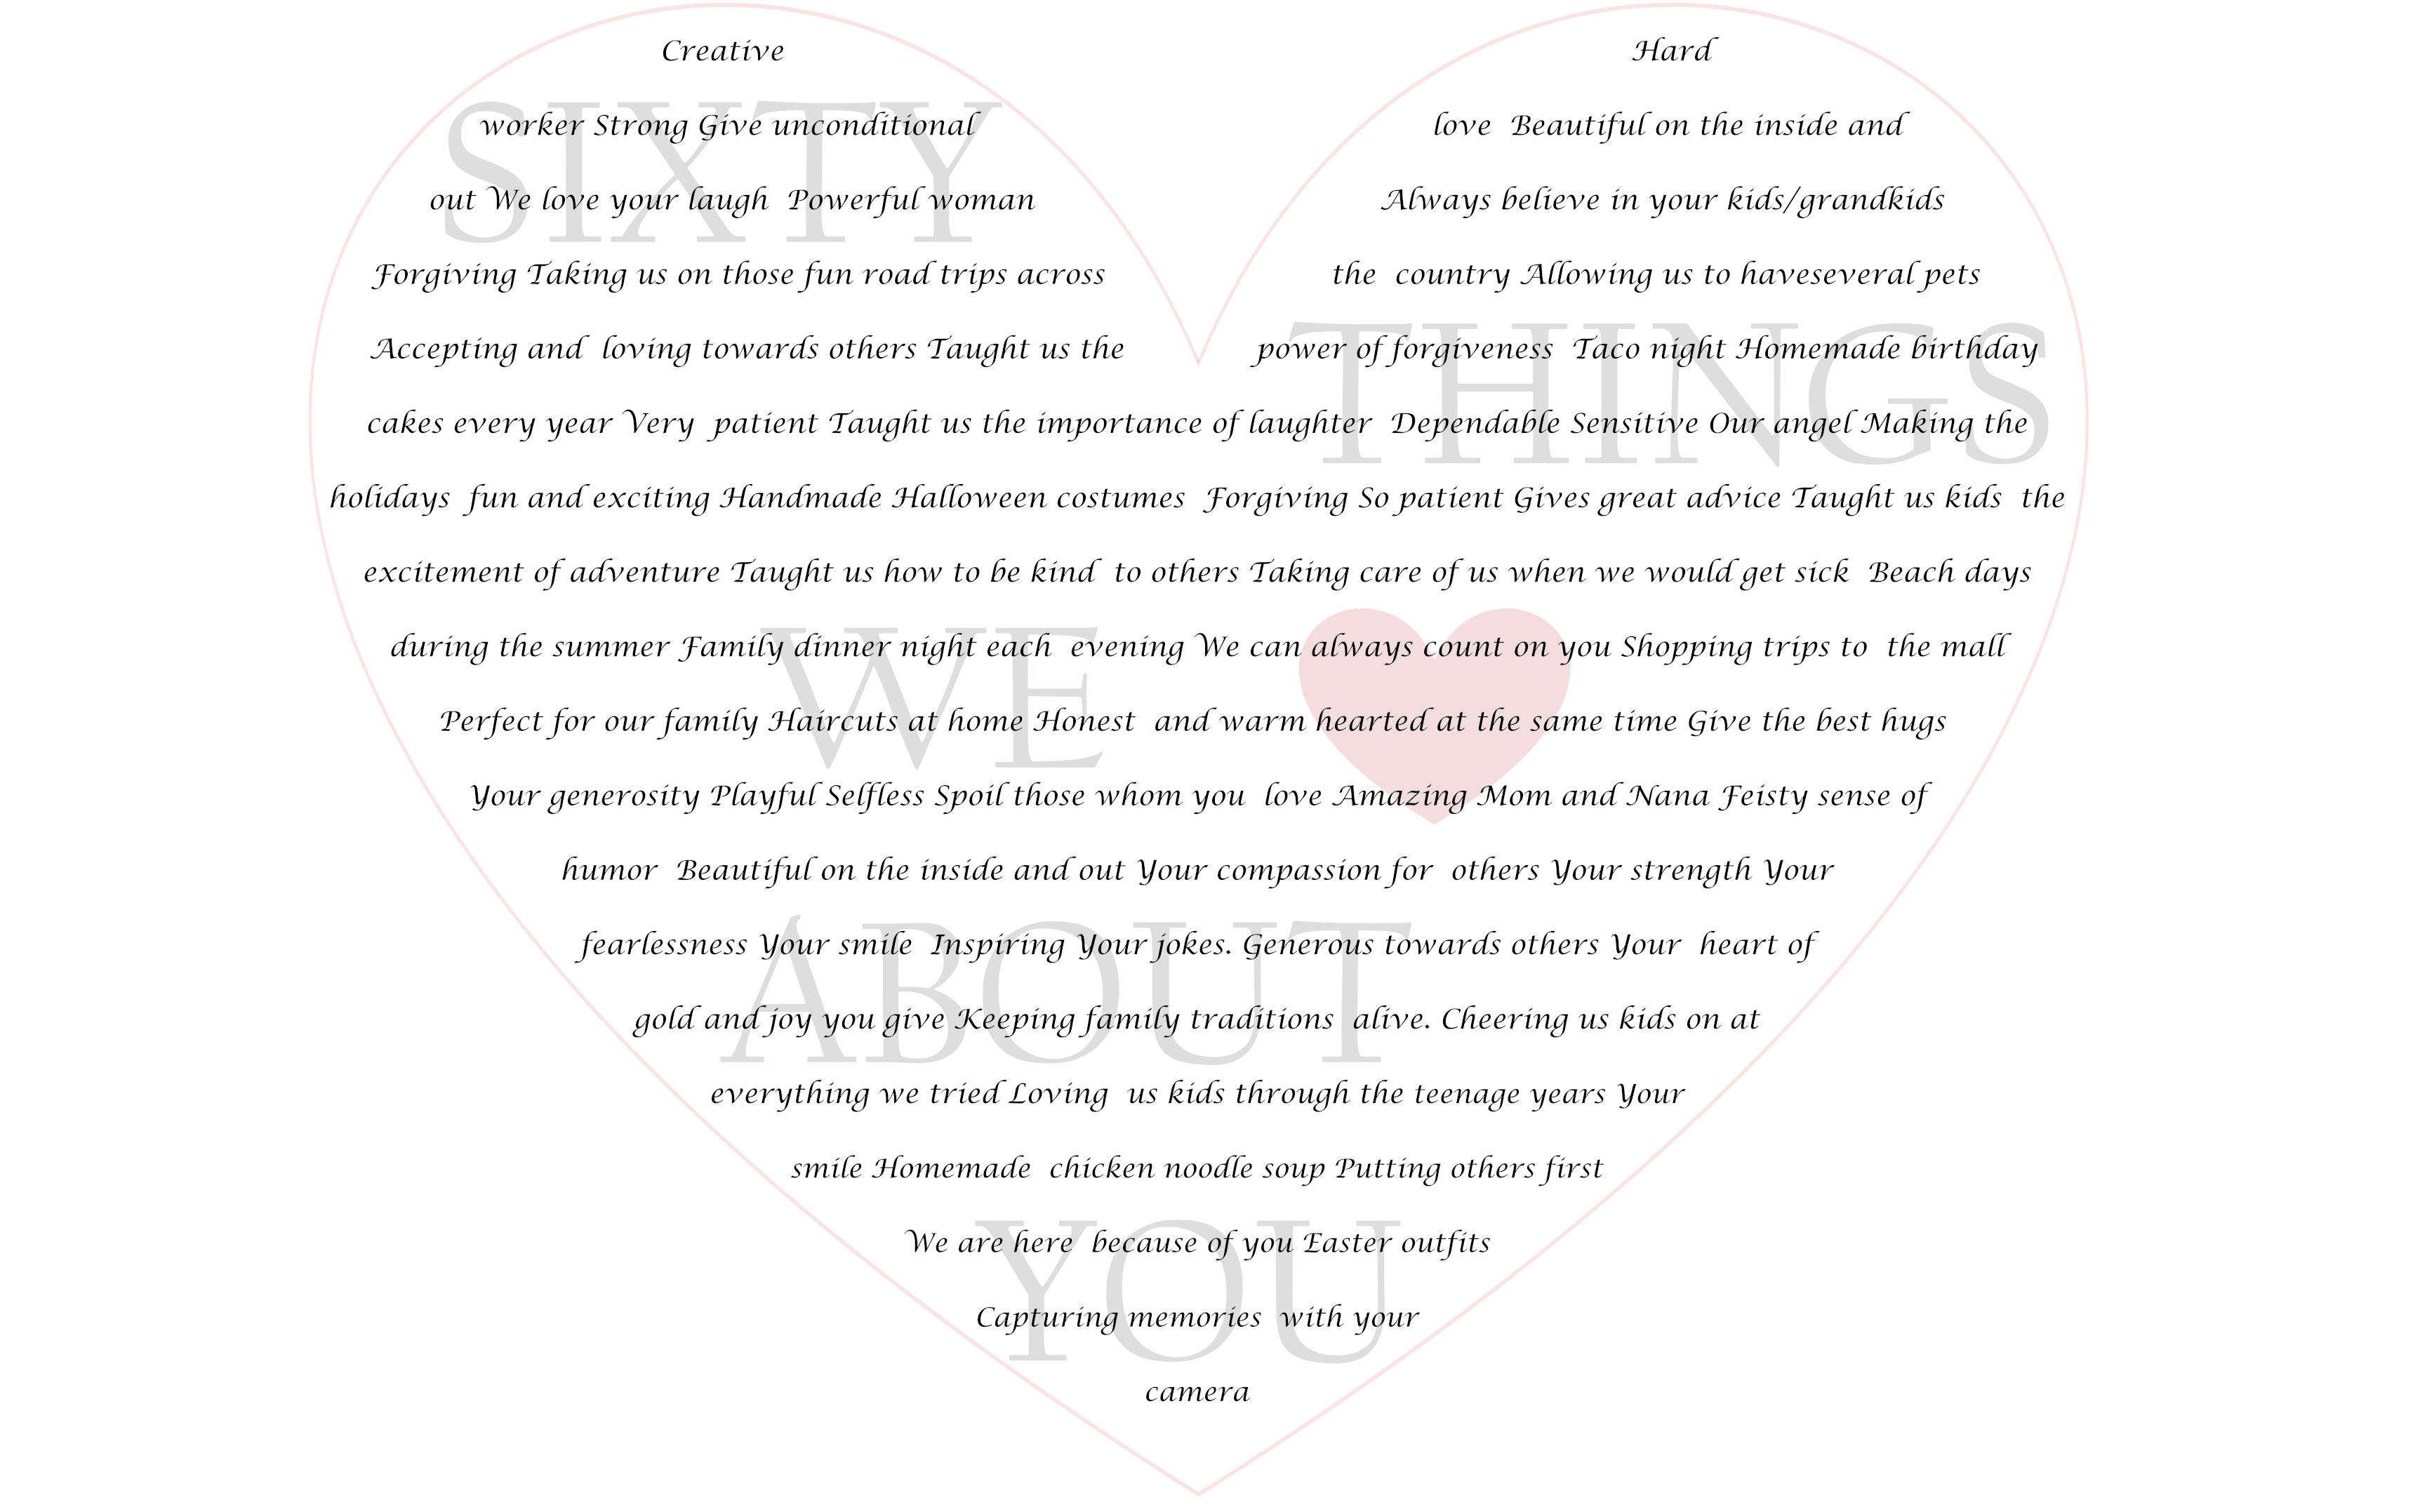 Creative Hard
worker Strong Give unconditional love Beautiful on the inside and
out We love your laugh Powerful woman Always believe in your kids/grandkids
Forgiving Taking us on those fun road trips across the country Allowing us to haveseveral pets
Accepting and loving towards others Taught us the power of forgiveness Taco night Homemade birthday
cakes every year Very patient Taught us the importance of laughter Dependable Sensitive Our angel Making the
holidays fun and exciting Handmade Halloween costumes Forgiving So patient Gives great advice Taught us kids the
excitement of adventure Taught us how to be kind to others Taking care of us when we would get sick Beach days
during the summer Family dinner night each evening We can always count on you Shopping trips to the mall
Perfect for our family Haircuts at home Honest and warm hearted at the same time Give the best hugs
Your generosity Playful Selfless Spoil those whom you love Amazing Mom and Nana Feisty sense of
humor Beautiful on the inside and out Your compassion for others Your strength Your
fearlessness Your smile Inspiring Your jokes. Generous towards others Your heart of
gold and joy you give Keeping family traditions alive. Cheering us kids on at
everything we tried Loving us kids through the teenage years Your
smile Homemade chicken noodle soup Putting others first
We are here because of you Easter outfits
Capturing memories with your
camera
SIXTY
THINGS
WE
ABOUT
YOU